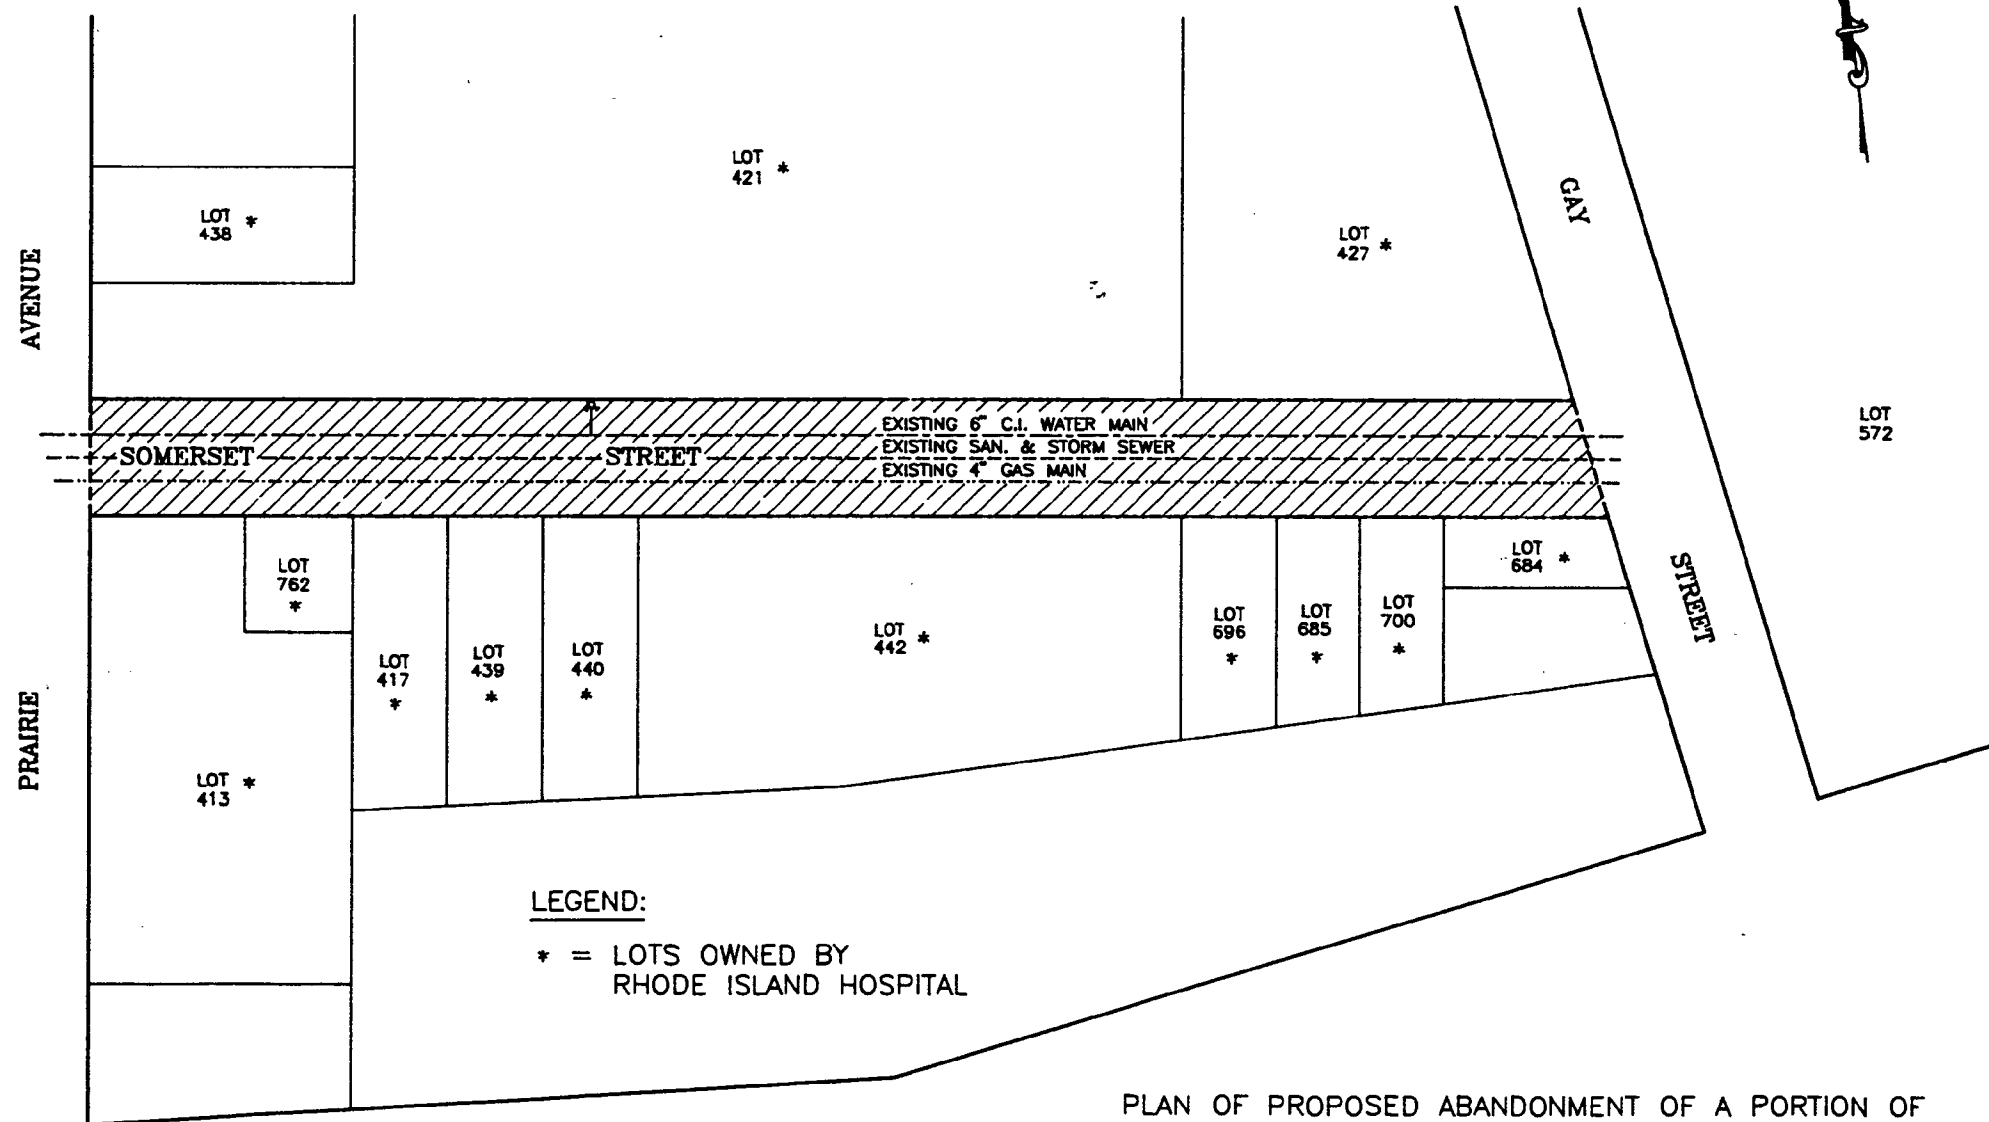 LOT
421 *
LOT
438 *
LOT
427 *
GAY
STREET
LOT
572
PRAIRIE
AVENUE
EXISTING 6" C.I. WATER MAIN
EXISTING SAN. & STORM SEWER
EXISTING 4" GAS MAIN
SOMERSET STREET
LOT
762
*
LOT
417
*
LOT
439
*
LOT
440
*
LOT
442 *
LOT
696
*
LOT
685
*
LOT
700
*
LOT
684 *
LOT
413 *
LEGEND:
* = LOTS OWNED BY
RHODE ISLAND HOSPITAL
PLAN OF PROPOSED ABANDONMENT OF A PORTION OF